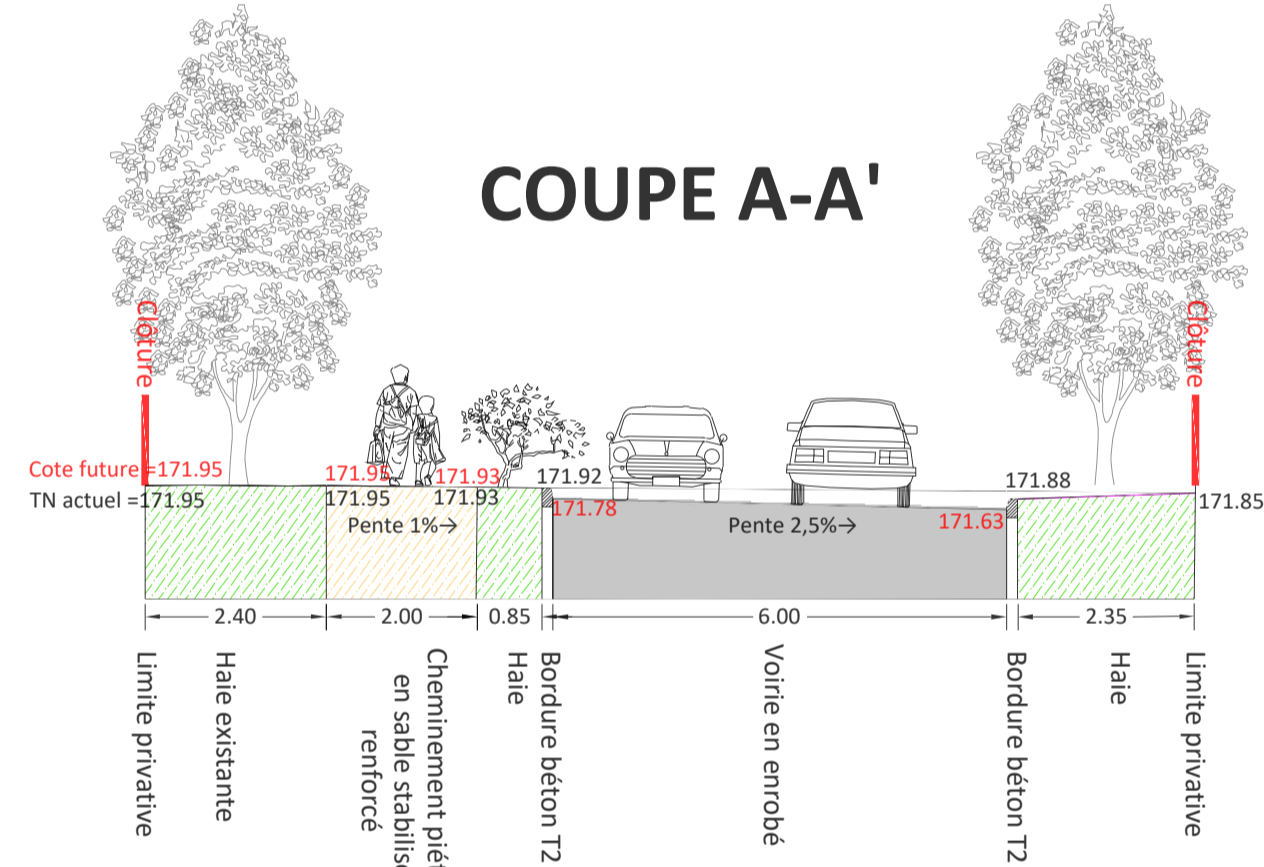 COUPE A-A'
Clôture
Clôture
Cote future =171.95
171.95
171.93
171.92
171.88
TN actuel =171.95
171.95
171.93
171.78
171.63
171.85
Pente 1%→
Pente 2,5%→
2.40
2.00
0.85
6.00
2.35
Limite privative
Haie existante
Cheminement piét
en sable stabilisé
renforcé
Haie
Bordure béton T2
Voirie en enrobé
Bordure béton T2
Haie
Limite privative